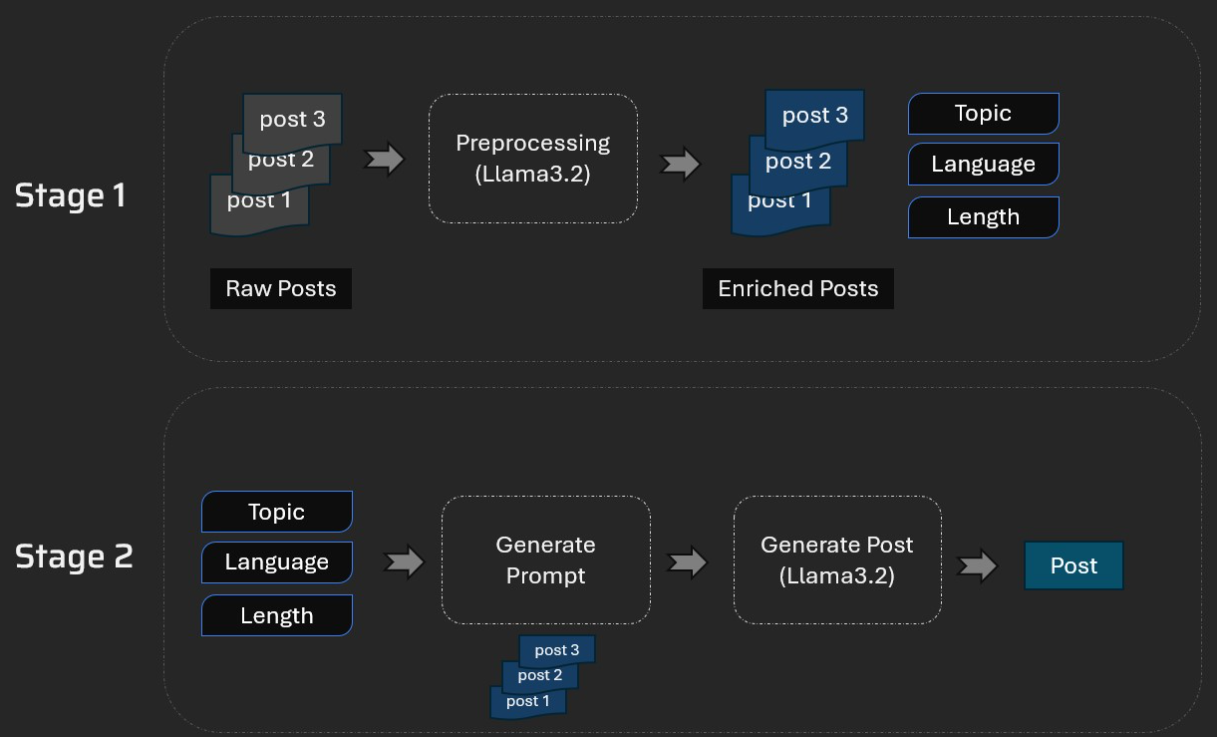 Stage 1
post 3
post 2
post 1
Raw Posts
Preprocessing
(Llama3.2)
post 3
post 2
post 1
Enriched Posts
Topic
Language
Length
Stage 2
Topic
Language
Length
Generate
Prompt
post 3
post 2
post 1
Generate Post
(Llama3.2)
Post